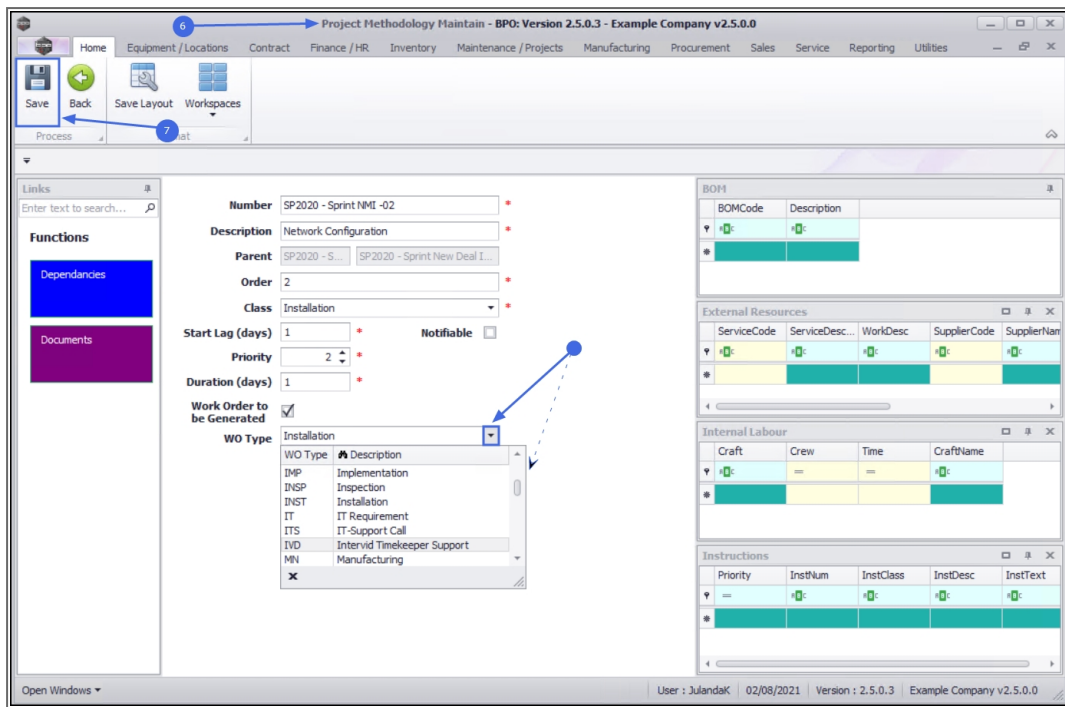 6
Project Methodology Maintain - BPO: Version 2.5.0.3 - Example Company v2.5.0.0
Home Equipment / Locations Contract Finance / HR Inventory Maintenance / Projects Manufacturing Procurement Sales Service Reporting Utilities
Save Back Save Layout Workspaces
7
Process
Links
Enter text to search...
Functions
Dependancies
Documents
Number SP2020 - Sprint NMI -02 *
Description Network Configuration *
Parent SP2020 - S... SP2020 - Sprint New Deal I...
Order 2 *
Class Installation *
Start Lag (days) 1 * Notifiable
Priority 2 *
Duration (days) 1 *
Work Order to
be Generated
WO Type Installation
WO Type Description
IMP Implementation
INSP Inspection
INST Installation
IT IT Requirement
ITS IT-Support Call
IVD Intervid Timekeeper Support
MN Manufacturing
BOM
BOMCode Description
External Resources
ServiceCode ServiceDesc... WorkDesc SupplierCode SupplierNam
Internal Labour
Craft Crew Time CraftName
= =
Instructions
Priority InstNum InstClass InstDesc InstText
=
Open Windows User : JulandaK 02/08/2021 Version : 2.5.0.3 Example Company v2.5.0.0